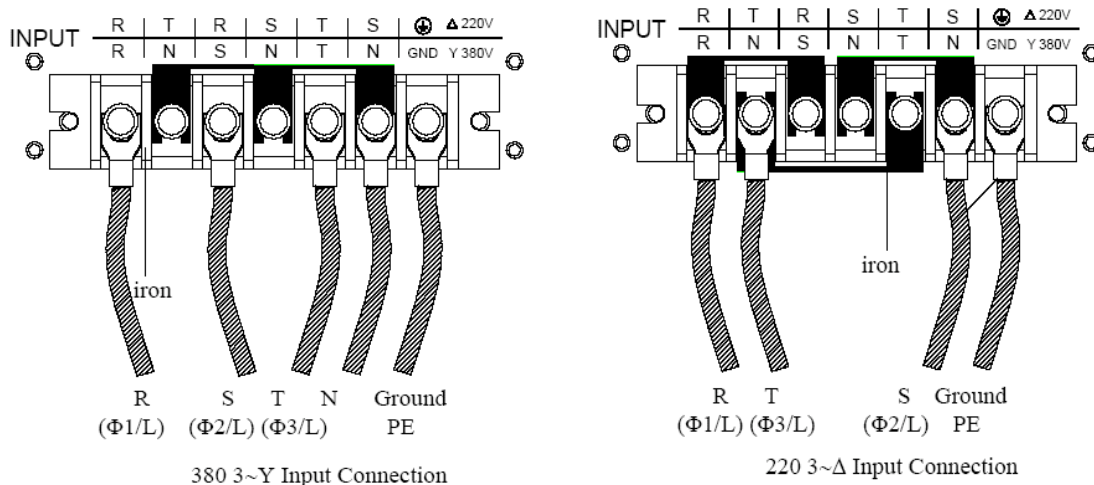 INPUT
R T R S T S Δ 220V
R N S N T N GND Y 380V
iron
R S T N Ground
(Φ1/L) (Φ2/L) (Φ3/L) PE
380 3~Y Input Connection
INPUT
R T R S T S Δ 220V
R N S N T N GND Y 380V
iron
R T S Ground
(Φ1/L) (Φ3/L) (Φ2/L) PE
220 3~Δ Input Connection